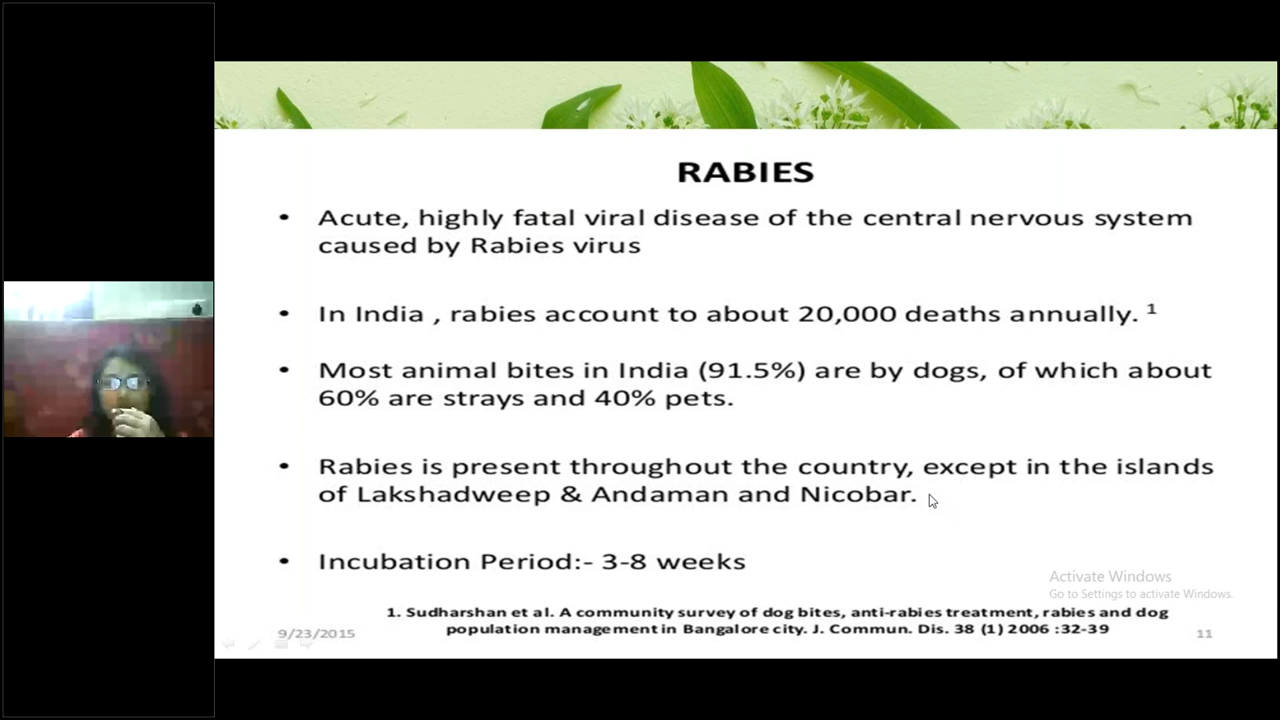 RABIES
• Acute, highly fatal viral disease of the central nervous system
caused by Rabies virus
• In India , rabies account to about 20,000 deaths annually. ¹
• Most animal bites in India (91.5%) are by dogs, of which about
60% are strays and 40% pets.
• Rabies is present throughout the country, except in the islands
of Lakshadweep & Andaman and Nicobar.
• Incubation Period:- 3-8 weeks
Activate Windows
Go to Settings to activate Windows.
1. Sudharshan et al. A community survey of dog bites, anti-rabies treatment, rabies and dog
population management in Bangalore city. J. Commun. Dis. 38 (1) 2006 :32-39
9/23/2015
11